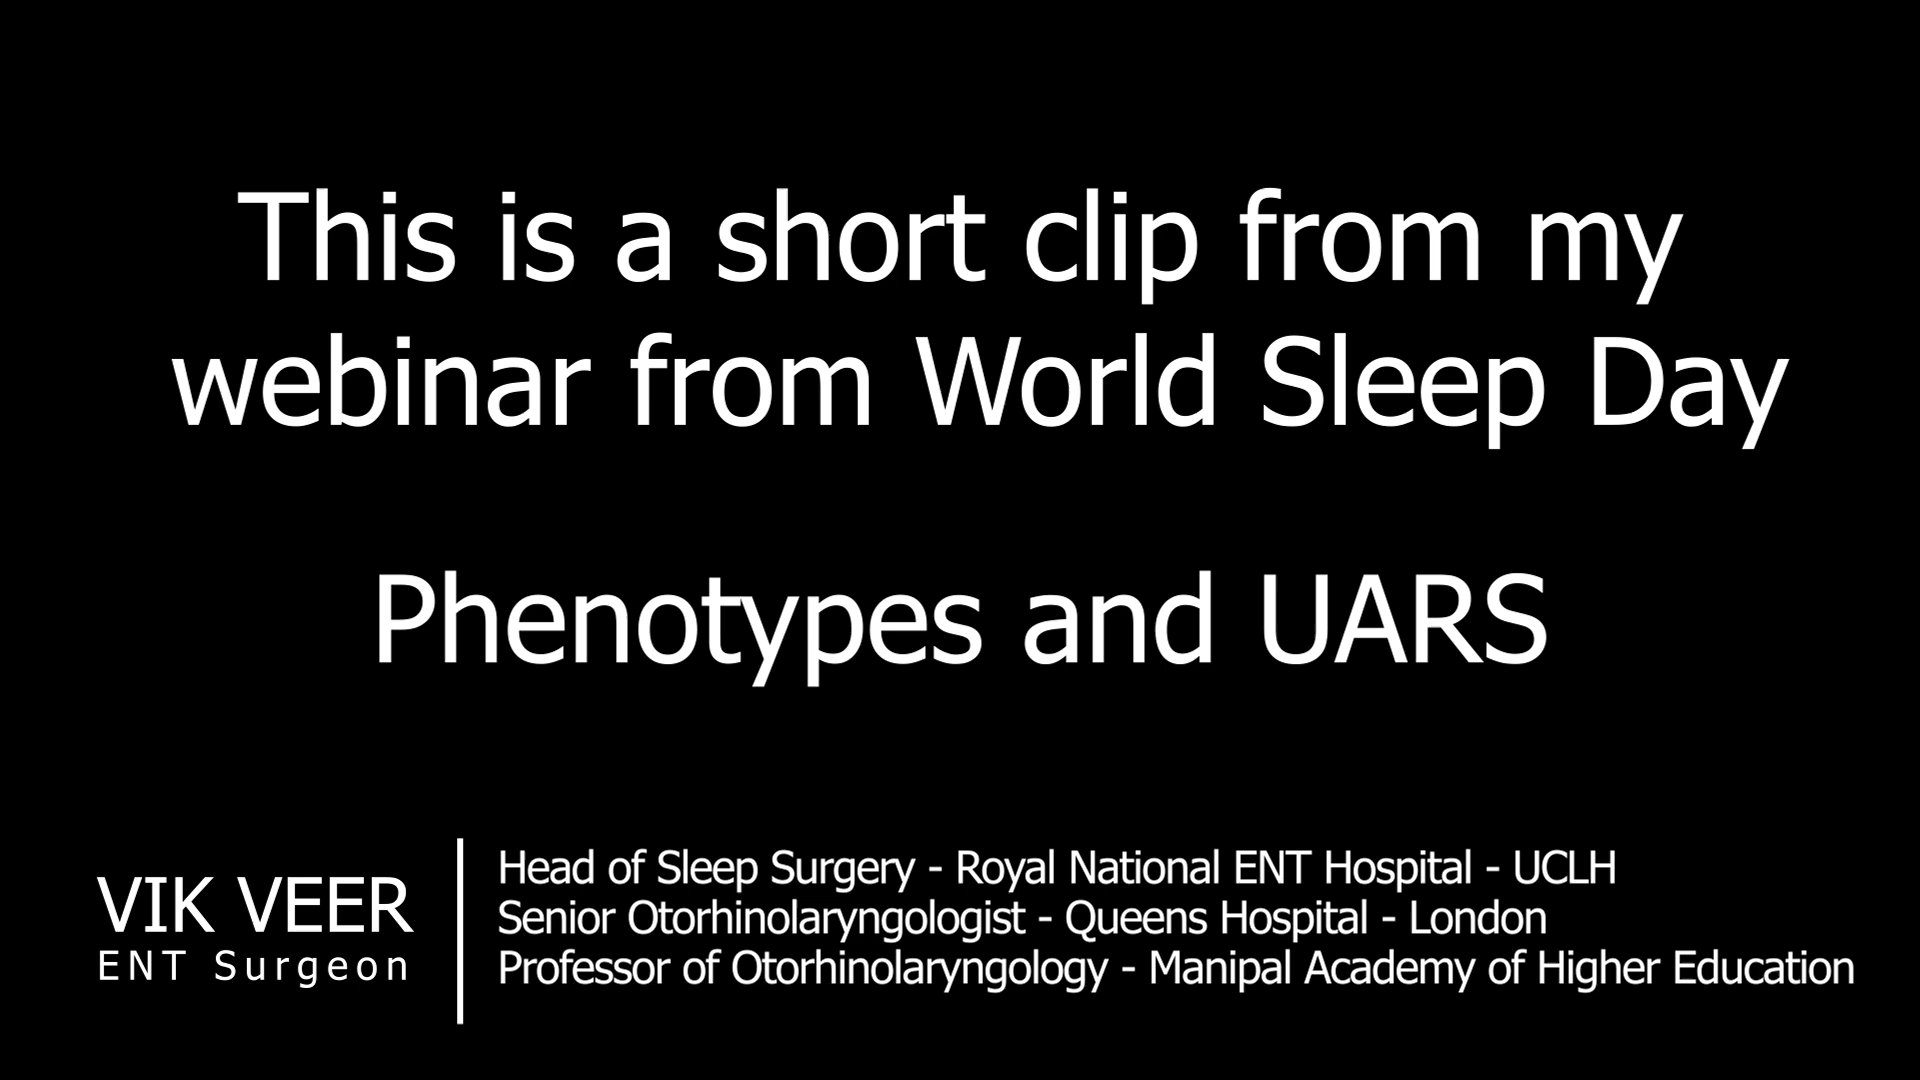 This is a short clip from my
webinar from World Sleep Day
Phenotypes and UARS
VIK VEER
ENT Surgeon
Head of Sleep Surgery - Royal National ENT Hospital - UCLH
Senior Otorhinolaryngologist - Queens Hospital - London
Professor of Otorhinolaryngology - Manipal Academy of Higher Education